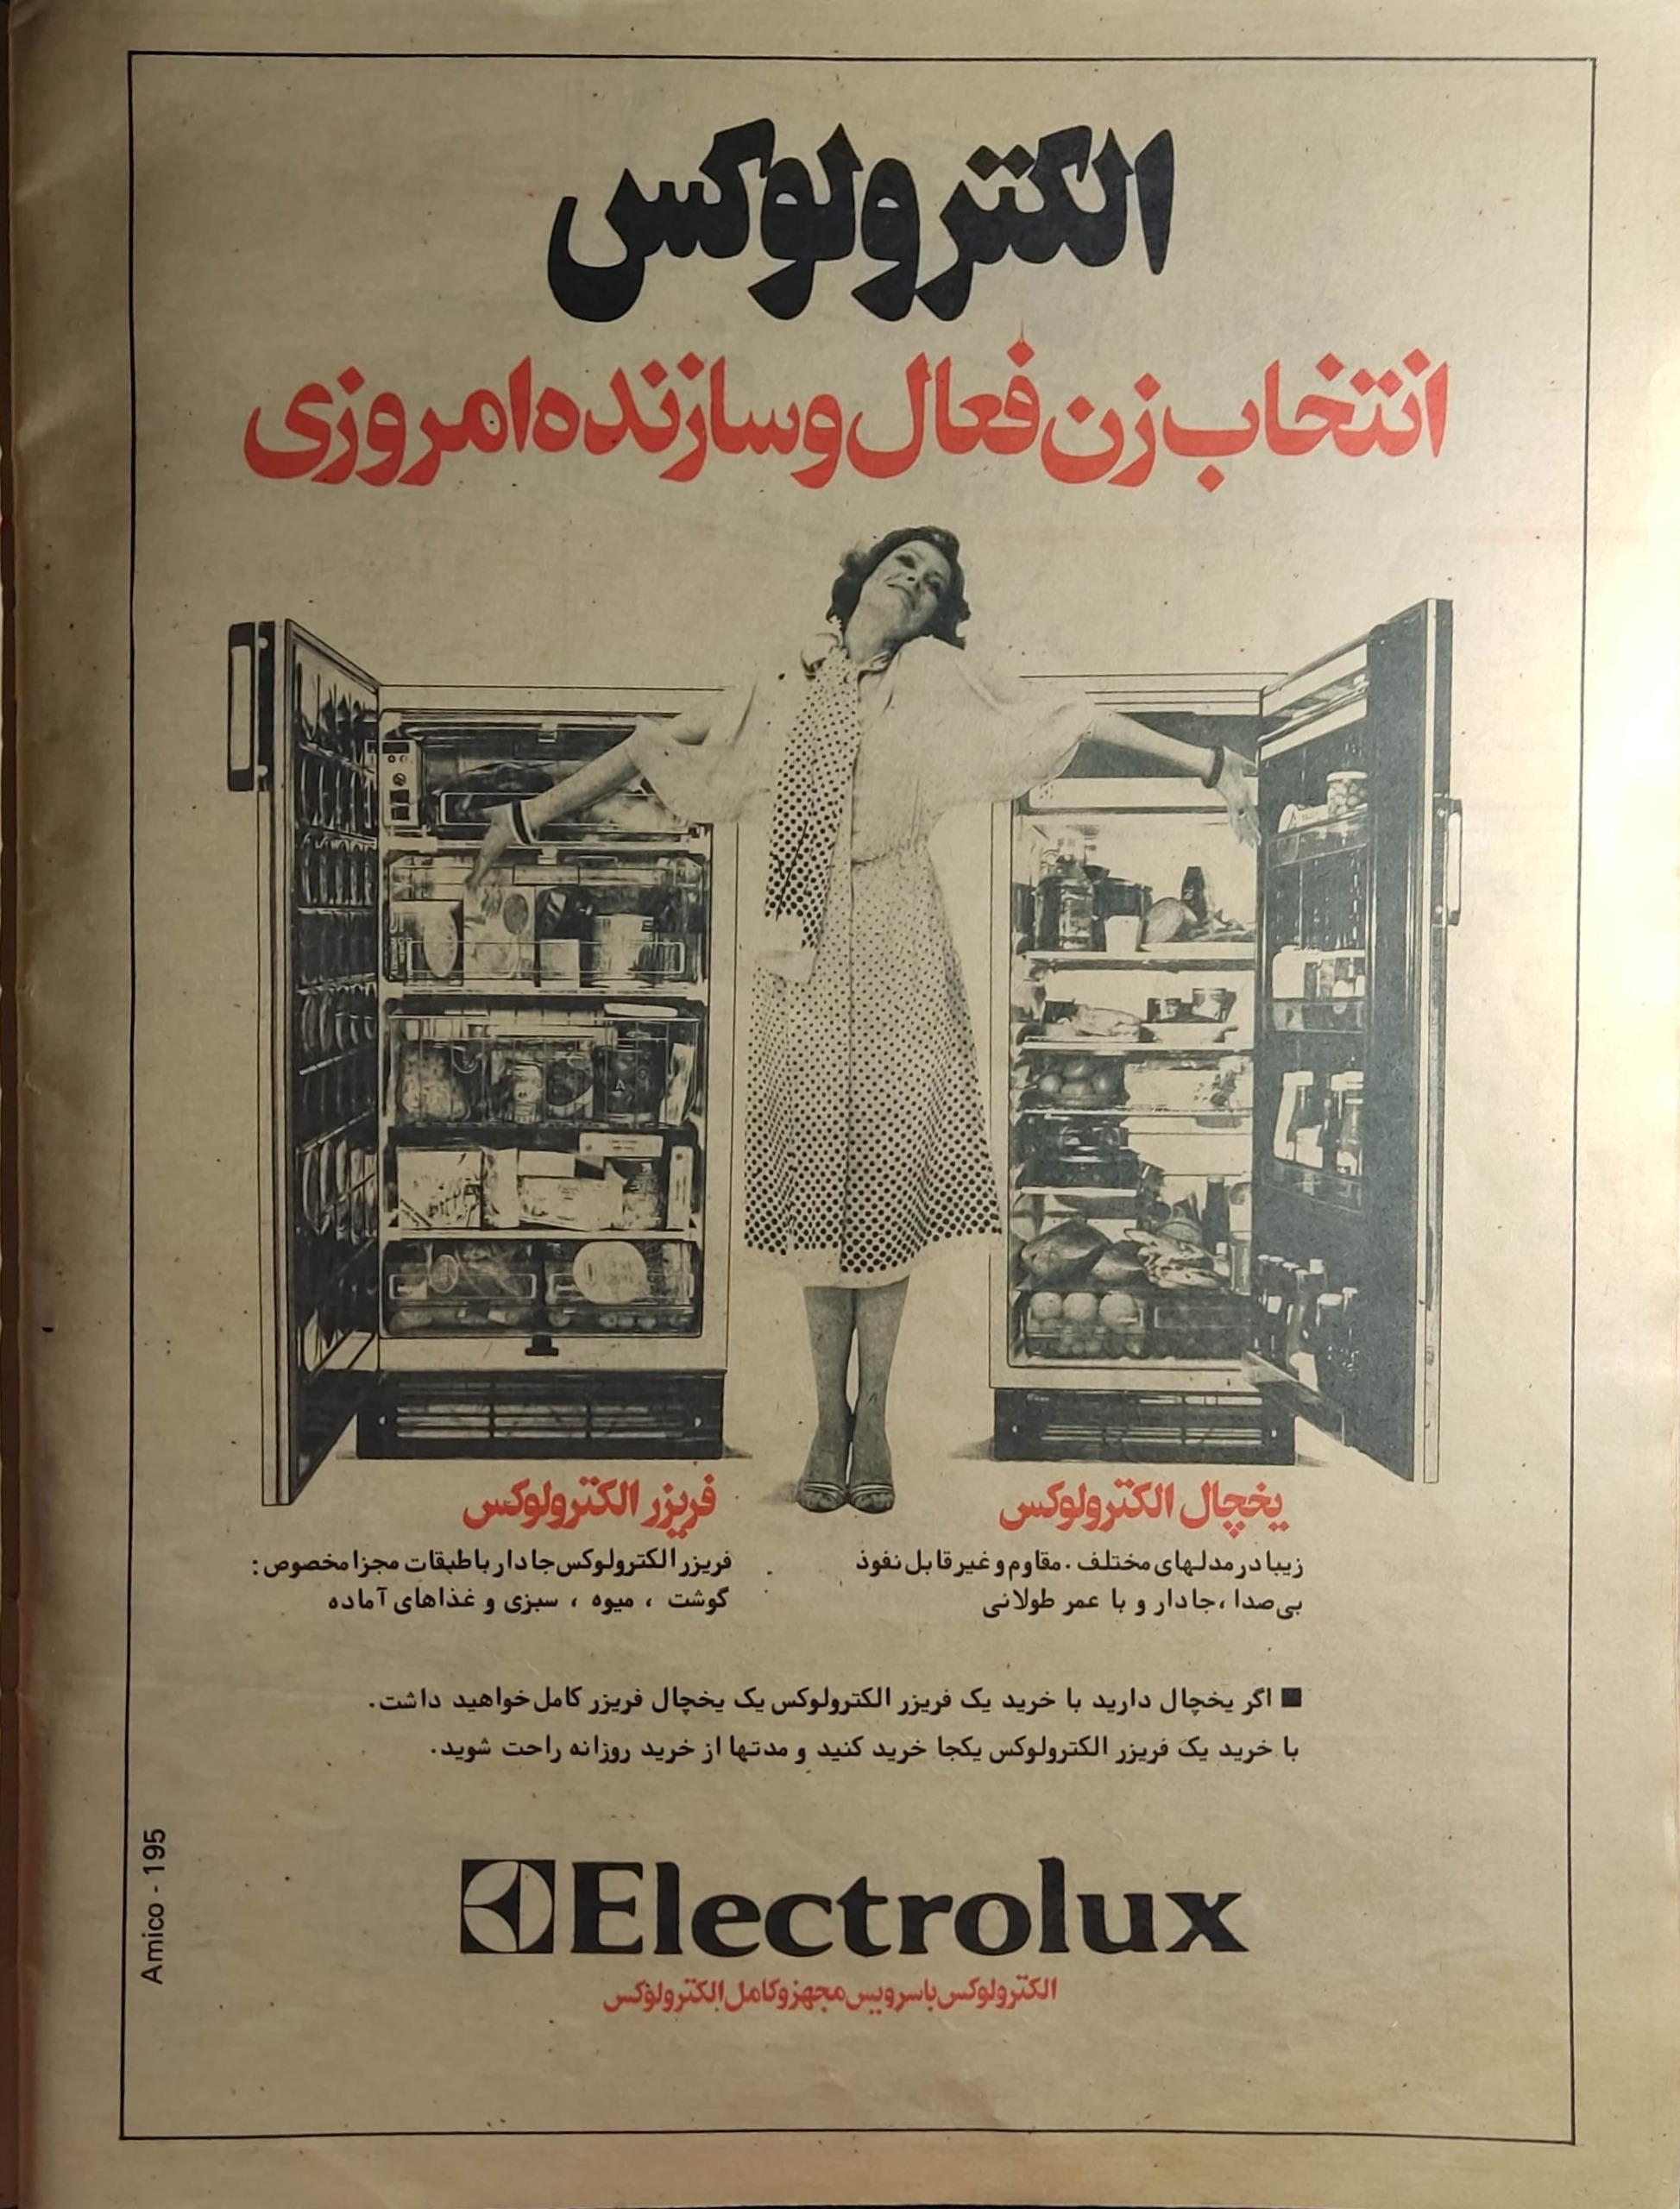 الکترولوکس
انتخاب زن فعال و سازنده امروزی
یخچال الکترولوکس
زیبا در مدلهای مختلف . مقاوم و غیر قابل نفوذ
بی صدا ، جادار و با عمر طولانی
فریزر الکترولوکس
فریزر الکترولوکس جادار با طبقات مجزا مخصوص :
گوشت ، میوه ، سبزی و غذاهای آماده
■ اگر یخچال دارید با خرید یک فریزر الکترولوکس یک یخچال فریزر کامل خواهید داشت.
با خرید یک فریزر الکترولوکس یکجا خرید کنید و مدتها از خرید روزانه راحت شوید.
Electrolux
الکترولوکس با سرویس مجهز و کامل الکترولوکس
Amico - 195